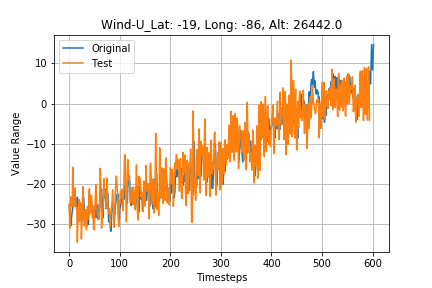 Wind-U_Lat: -19, Long: -86, Alt: 26442.0
Original
Test
10
0
−10
−20
−30
Value Range
0 100 200 300 400 500 600
Timesteps